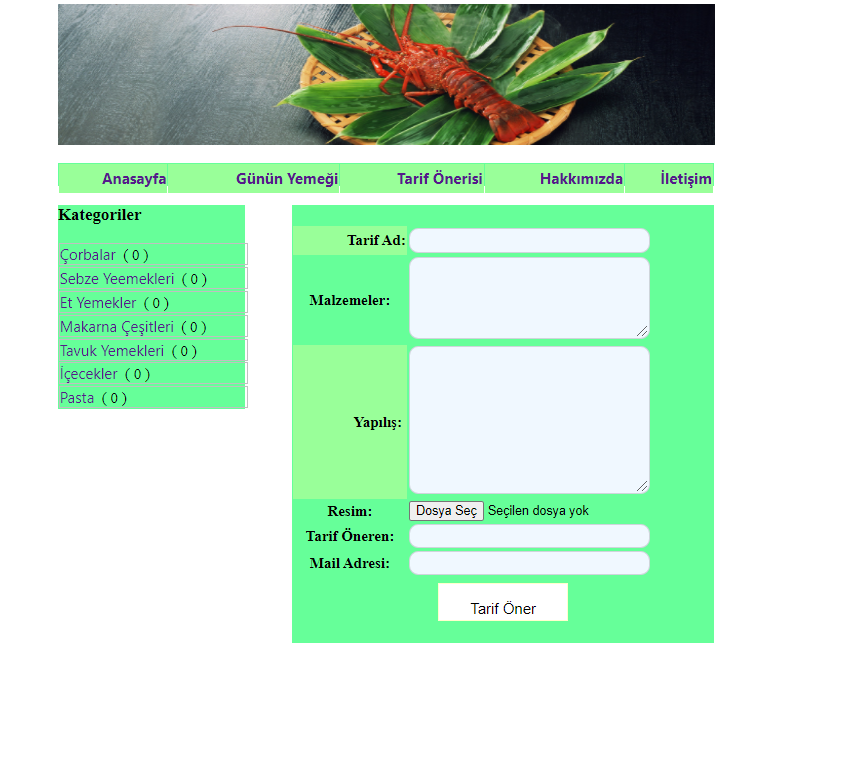 Anasayfa Günün Yemeği Tarif Önerisi Hakkımızda İletişim
Kategoriler
Çorbalar ( 0 )
Sebze Yeemekleri ( 0 )
Et Yemekler ( 0 )
Makarna Çeşitleri ( 0 )
Tavuk Yemekleri ( 0 )
İçecekler ( 0 )
Pasta ( 0 )
Tarif Ad:
Malzemeler:
Yapılış:
Resim: Dosya Seç Seçilen dosya yok
Tarif Öneren:
Mail Adresi:
Tarif Öner